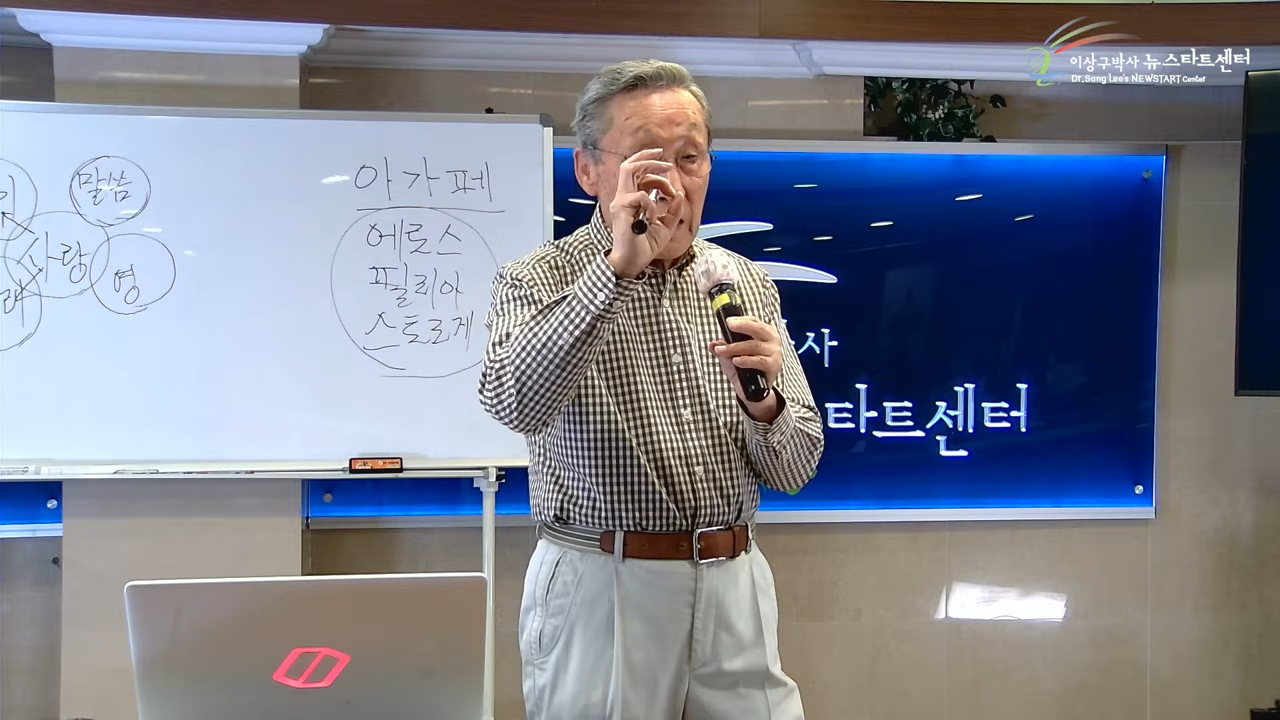 이상구박사 뉴스타트센터
Dr. Sang Lee's NEWSTART Center
말씀
사랑
영
아가페
에로스
필리아
스토르게
사
타트센터